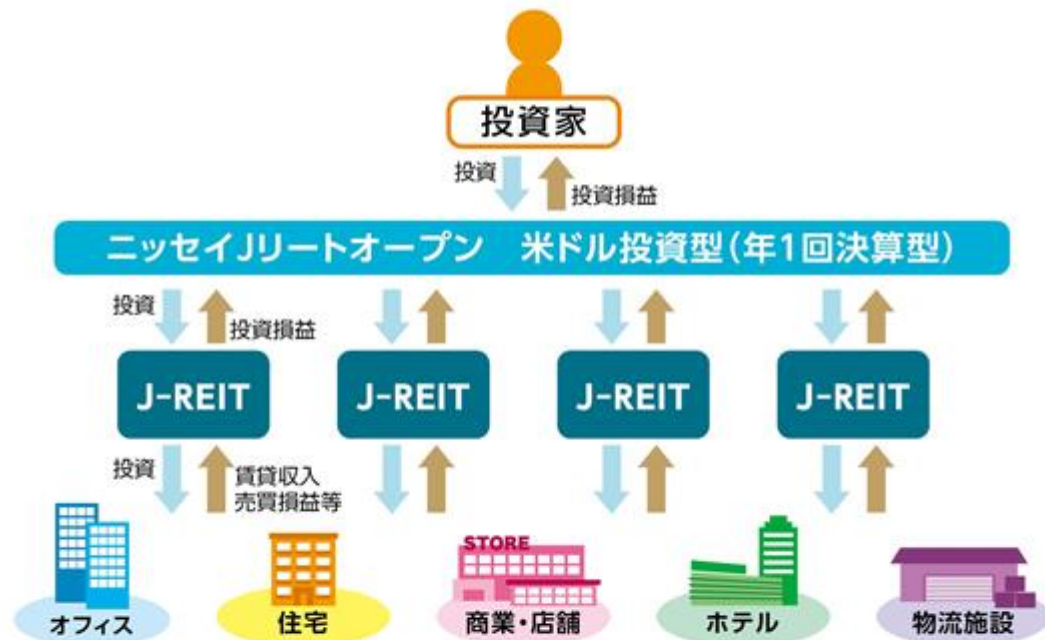 投資家
投資
投資損益
ニッセイJリートオープン 米ドル投資型(年1回決算型)
投資
投資損益
J-REIT
J-REIT
J-REIT
J-REIT
投資
賃貸収入
売買損益等
STORE
オフィス
住宅
商業・店舗
ホテル
物流施設